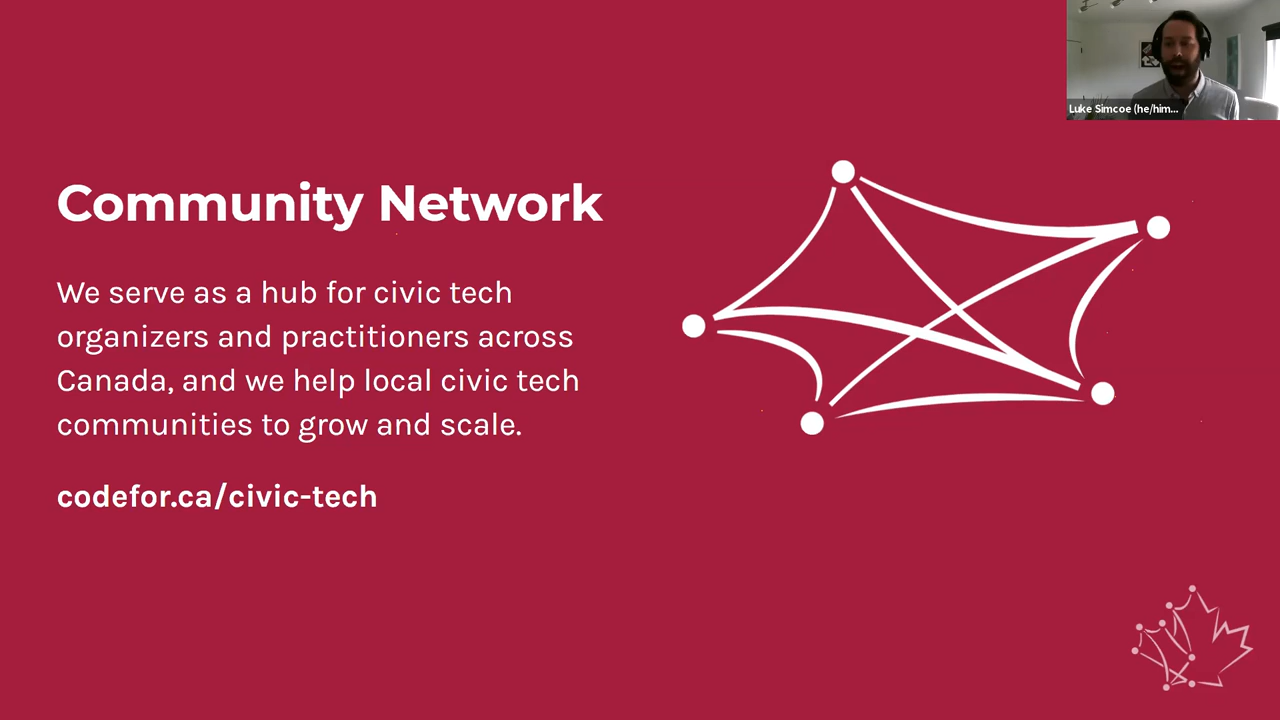 Luke Simcoe (he/him...
Community Network
We serve as a hub for civic tech
organizers and practitioners across
Canada, and we help local civic tech
communities to grow and scale.
codefor.ca/civic-tech